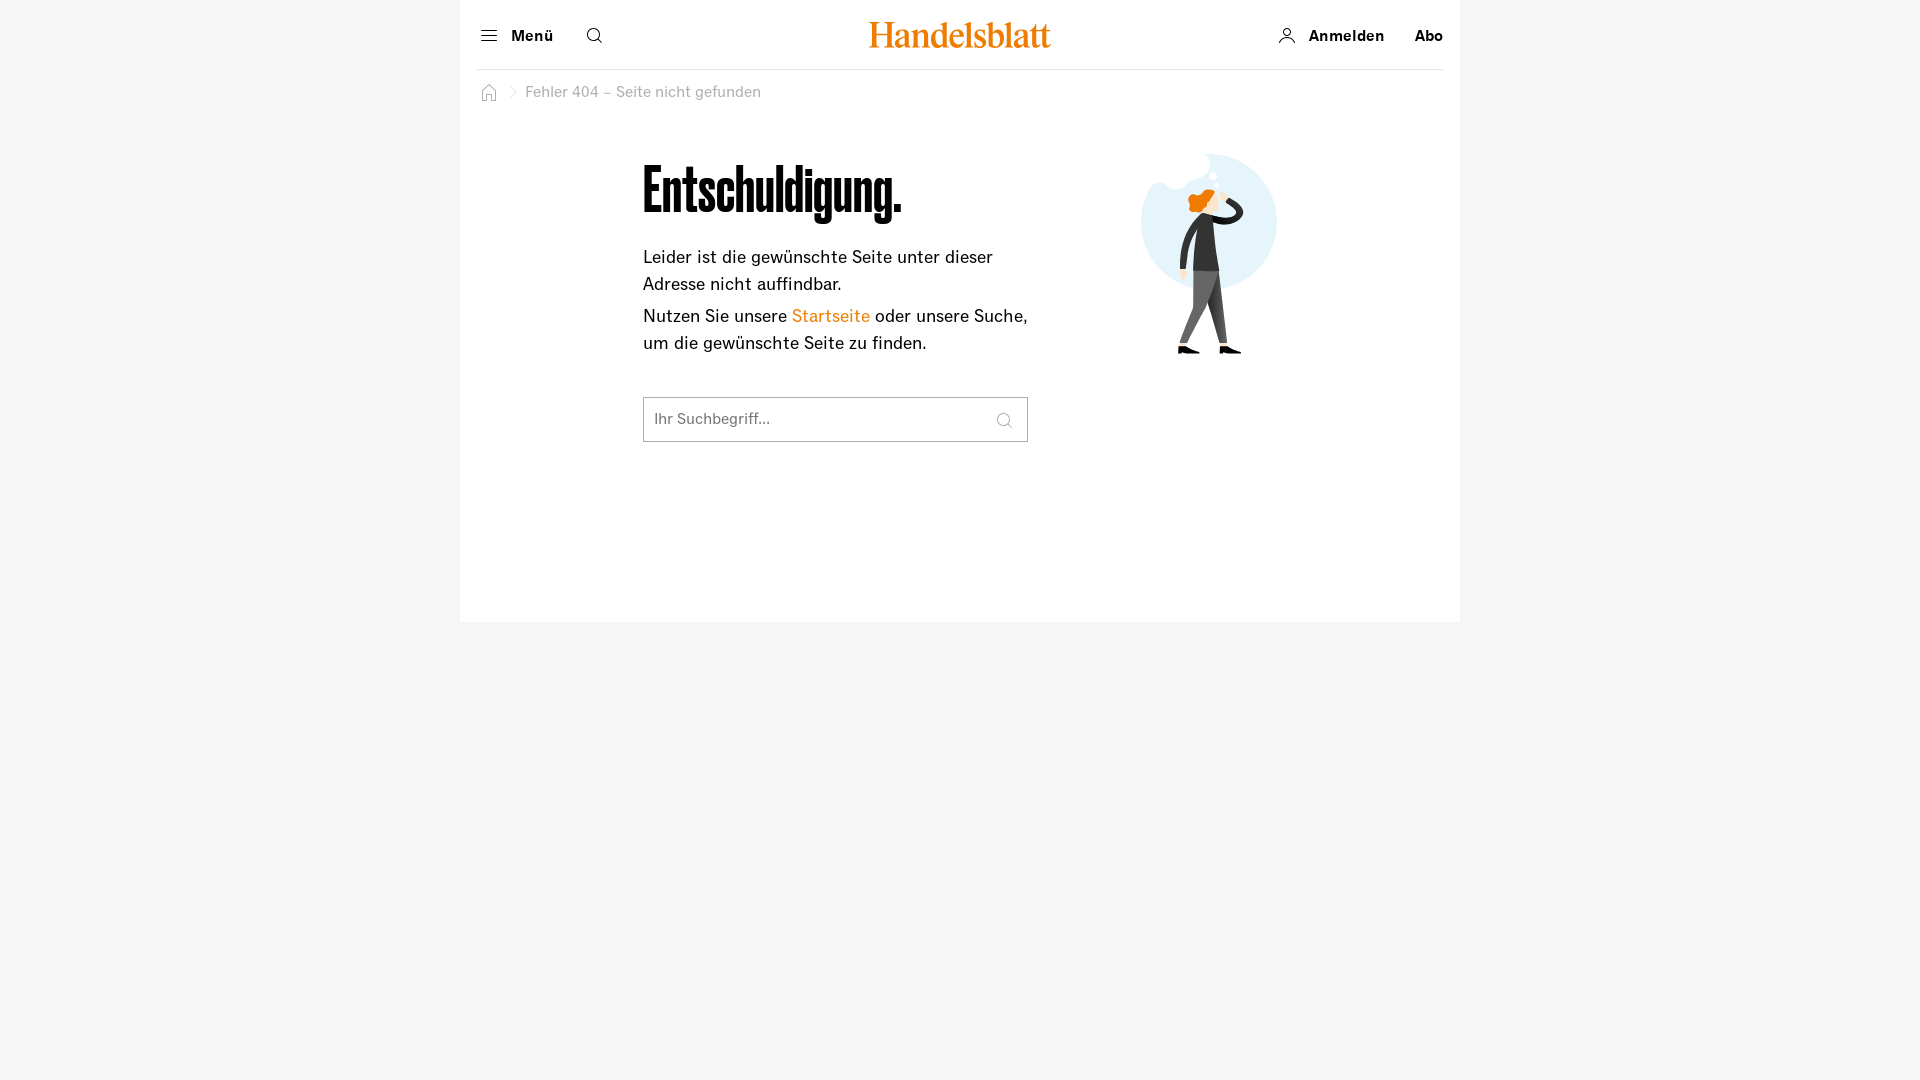 Menü
Handelsblatt
Anmelden
Abo
Fehler 404 – Seite nicht gefunden
Entschuldigung.
Leider ist die gewünschte Seite unter dieser
Adresse nicht auffindbar.
Nutzen Sie unsere Startseite oder unsere Suche,
um die gewünschte Seite zu finden.
Ihr Suchbegriff...